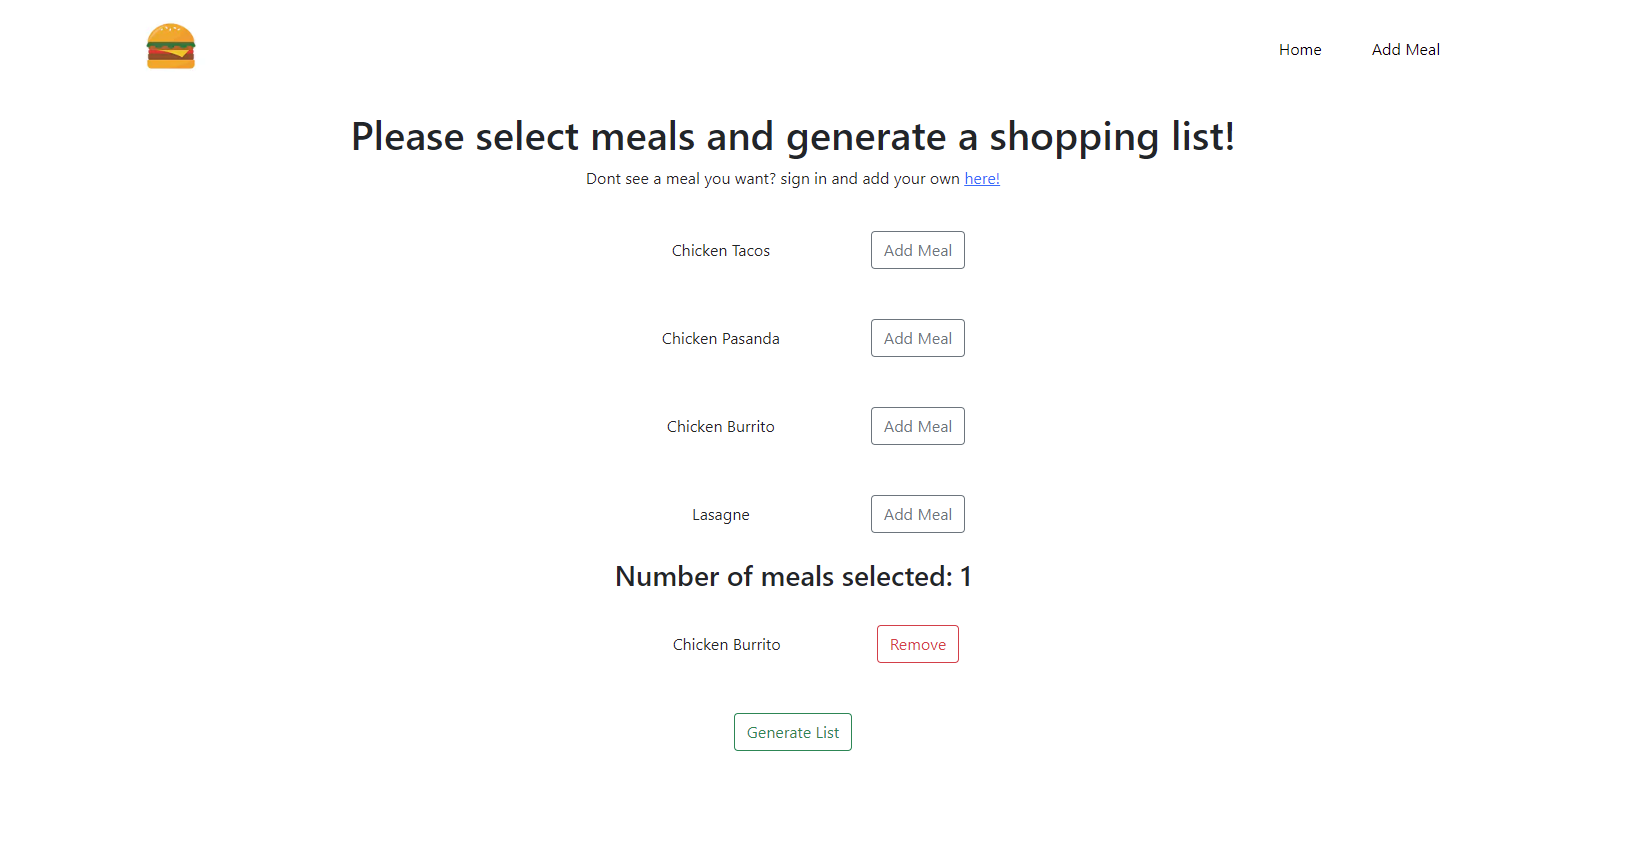 Home Add Meal
Please select meals and generate a shopping list!
Dont see a meal you want? sign in and add your own here!
Chicken Tacos Add Meal
Chicken Pasanda Add Meal
Chicken Burrito Add Meal
Lasagne Add Meal
Number of meals selected: 1
Chicken Burrito Remove
Generate List